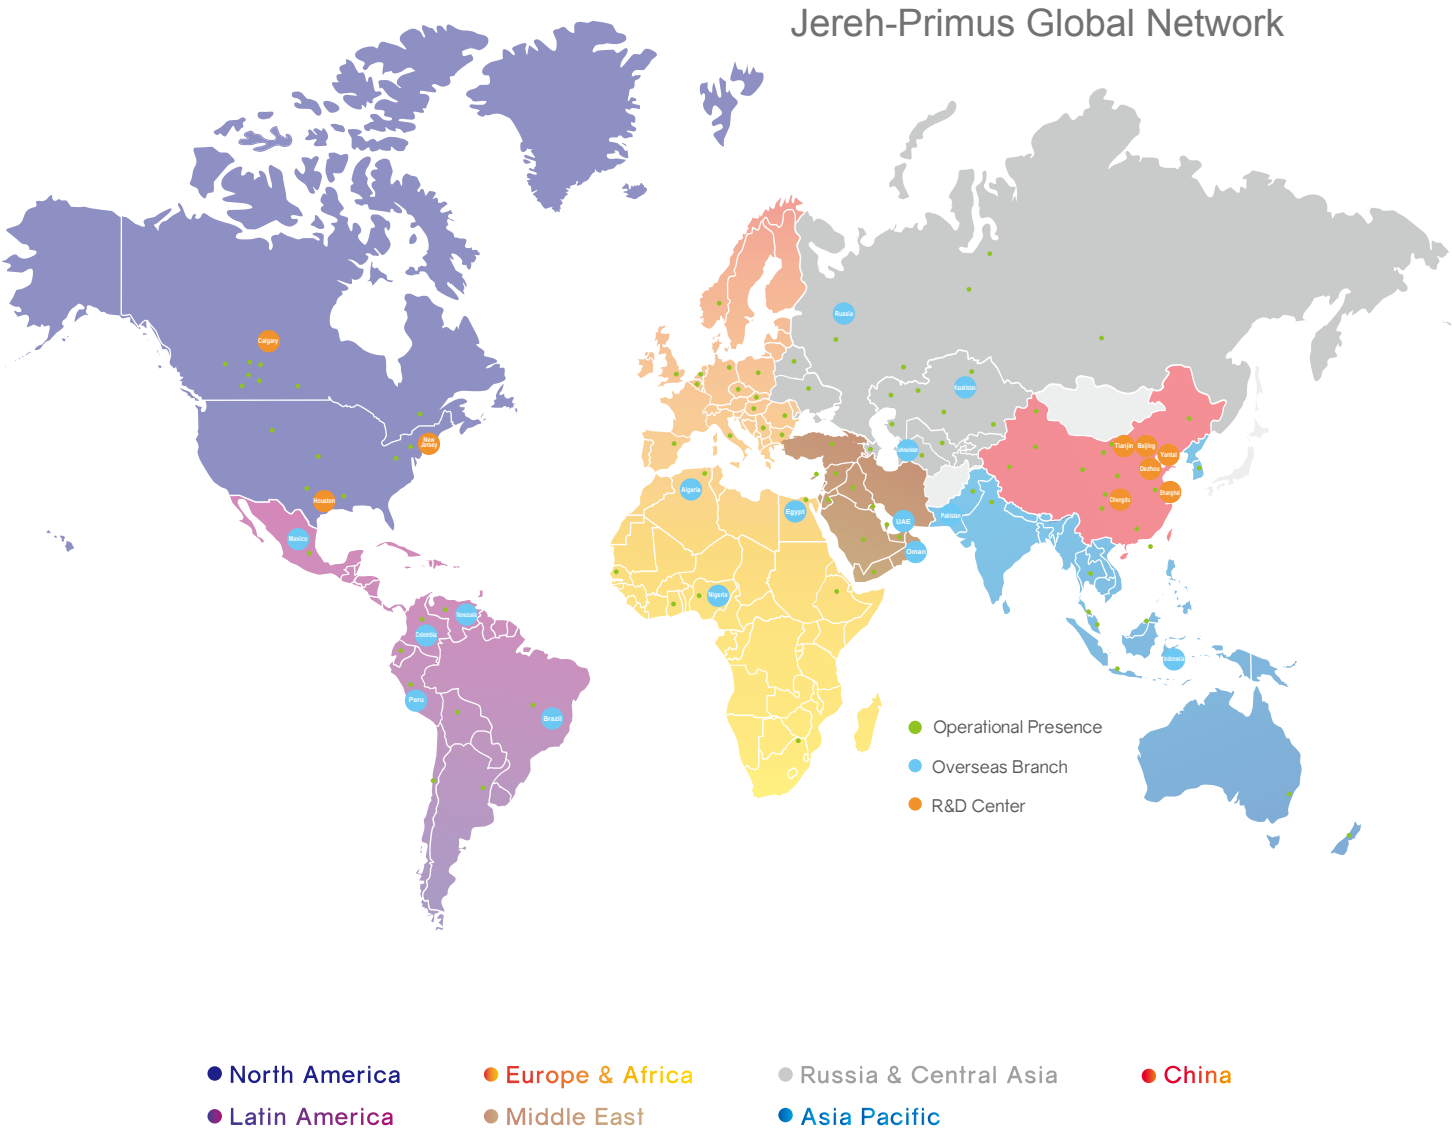 Jereh-Primus Global Network
Russia
Calgary
Kazakhstan
New
Jersey
Tianjin
Beijing
Yantai
Dezhou
Algeria
Shanghai
Houston
Chengdu
Egypt
Pakistan
UAE
Mexico
Oman
Nigeria
Venezuela
Colombia
Indonesia
Peru
Brazil
Operational Presence
Overseas Branch
R&D Center
North America
Europe & Africa
Russia & Central Asia
China
Latin America
Middle East
Asia Pacific